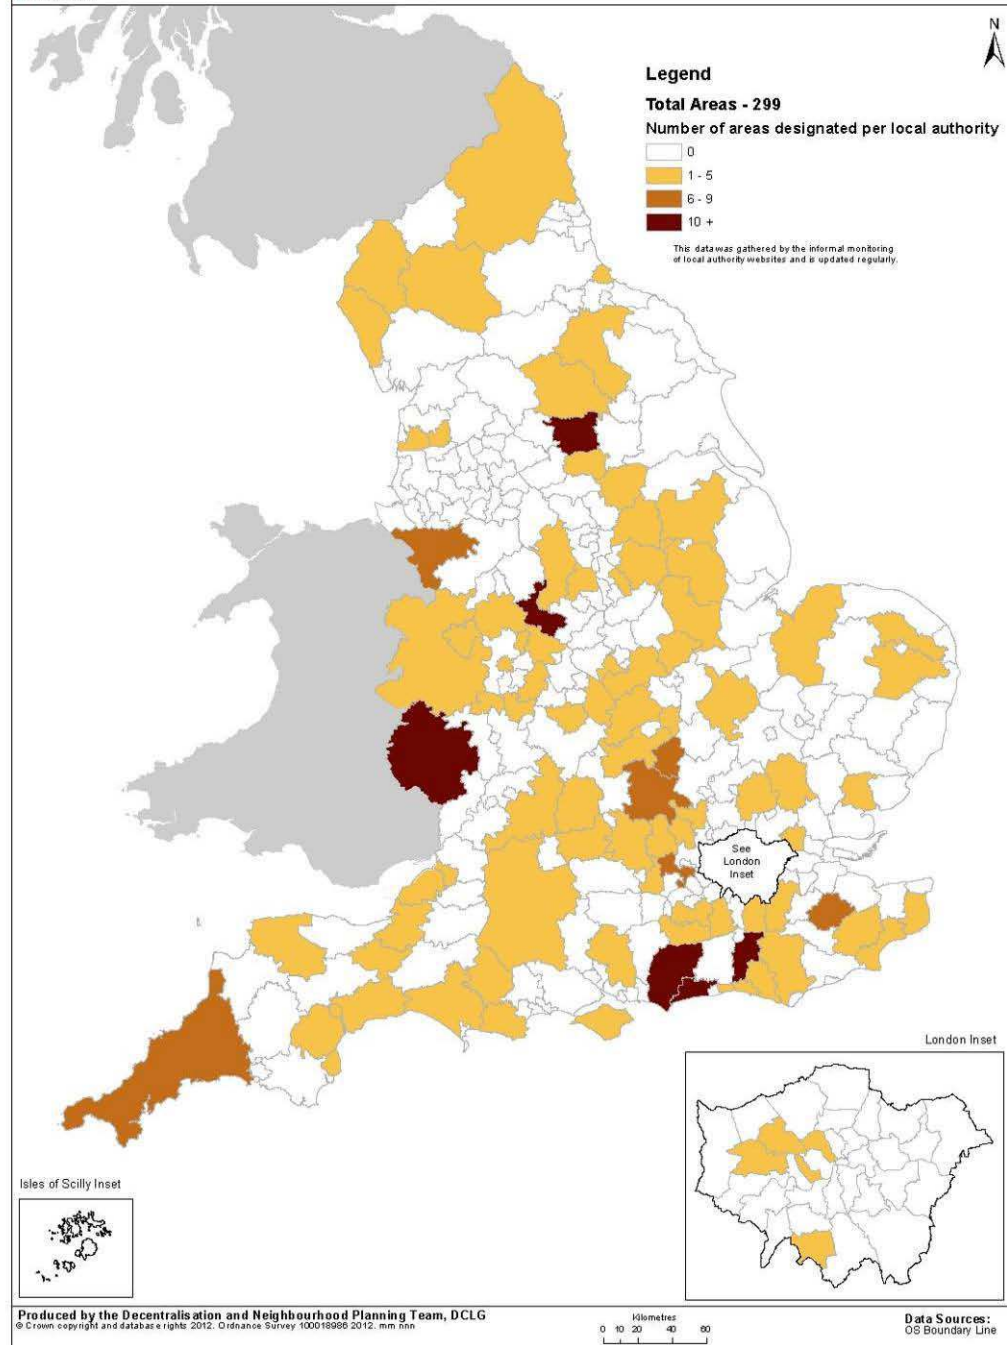 N
Legend
Total Areas - 299
Number of areas designated per local authority
0
1 - 5
6 - 9
10 +
This data was gathered by the informal monitoring
of local authority websites and is updated regularly.
See
London
Inset
London Inset
Isles of Scilly Inset
Produced by the Decentralisation and Neighbourhood Planning Team, DCLG
© Crown copyright and database rights 2012. Ordnance Survey 100018986 2012. mm nnn
Kilometres
0 10 20 40 60
Data Sources:
OS Boundary Line